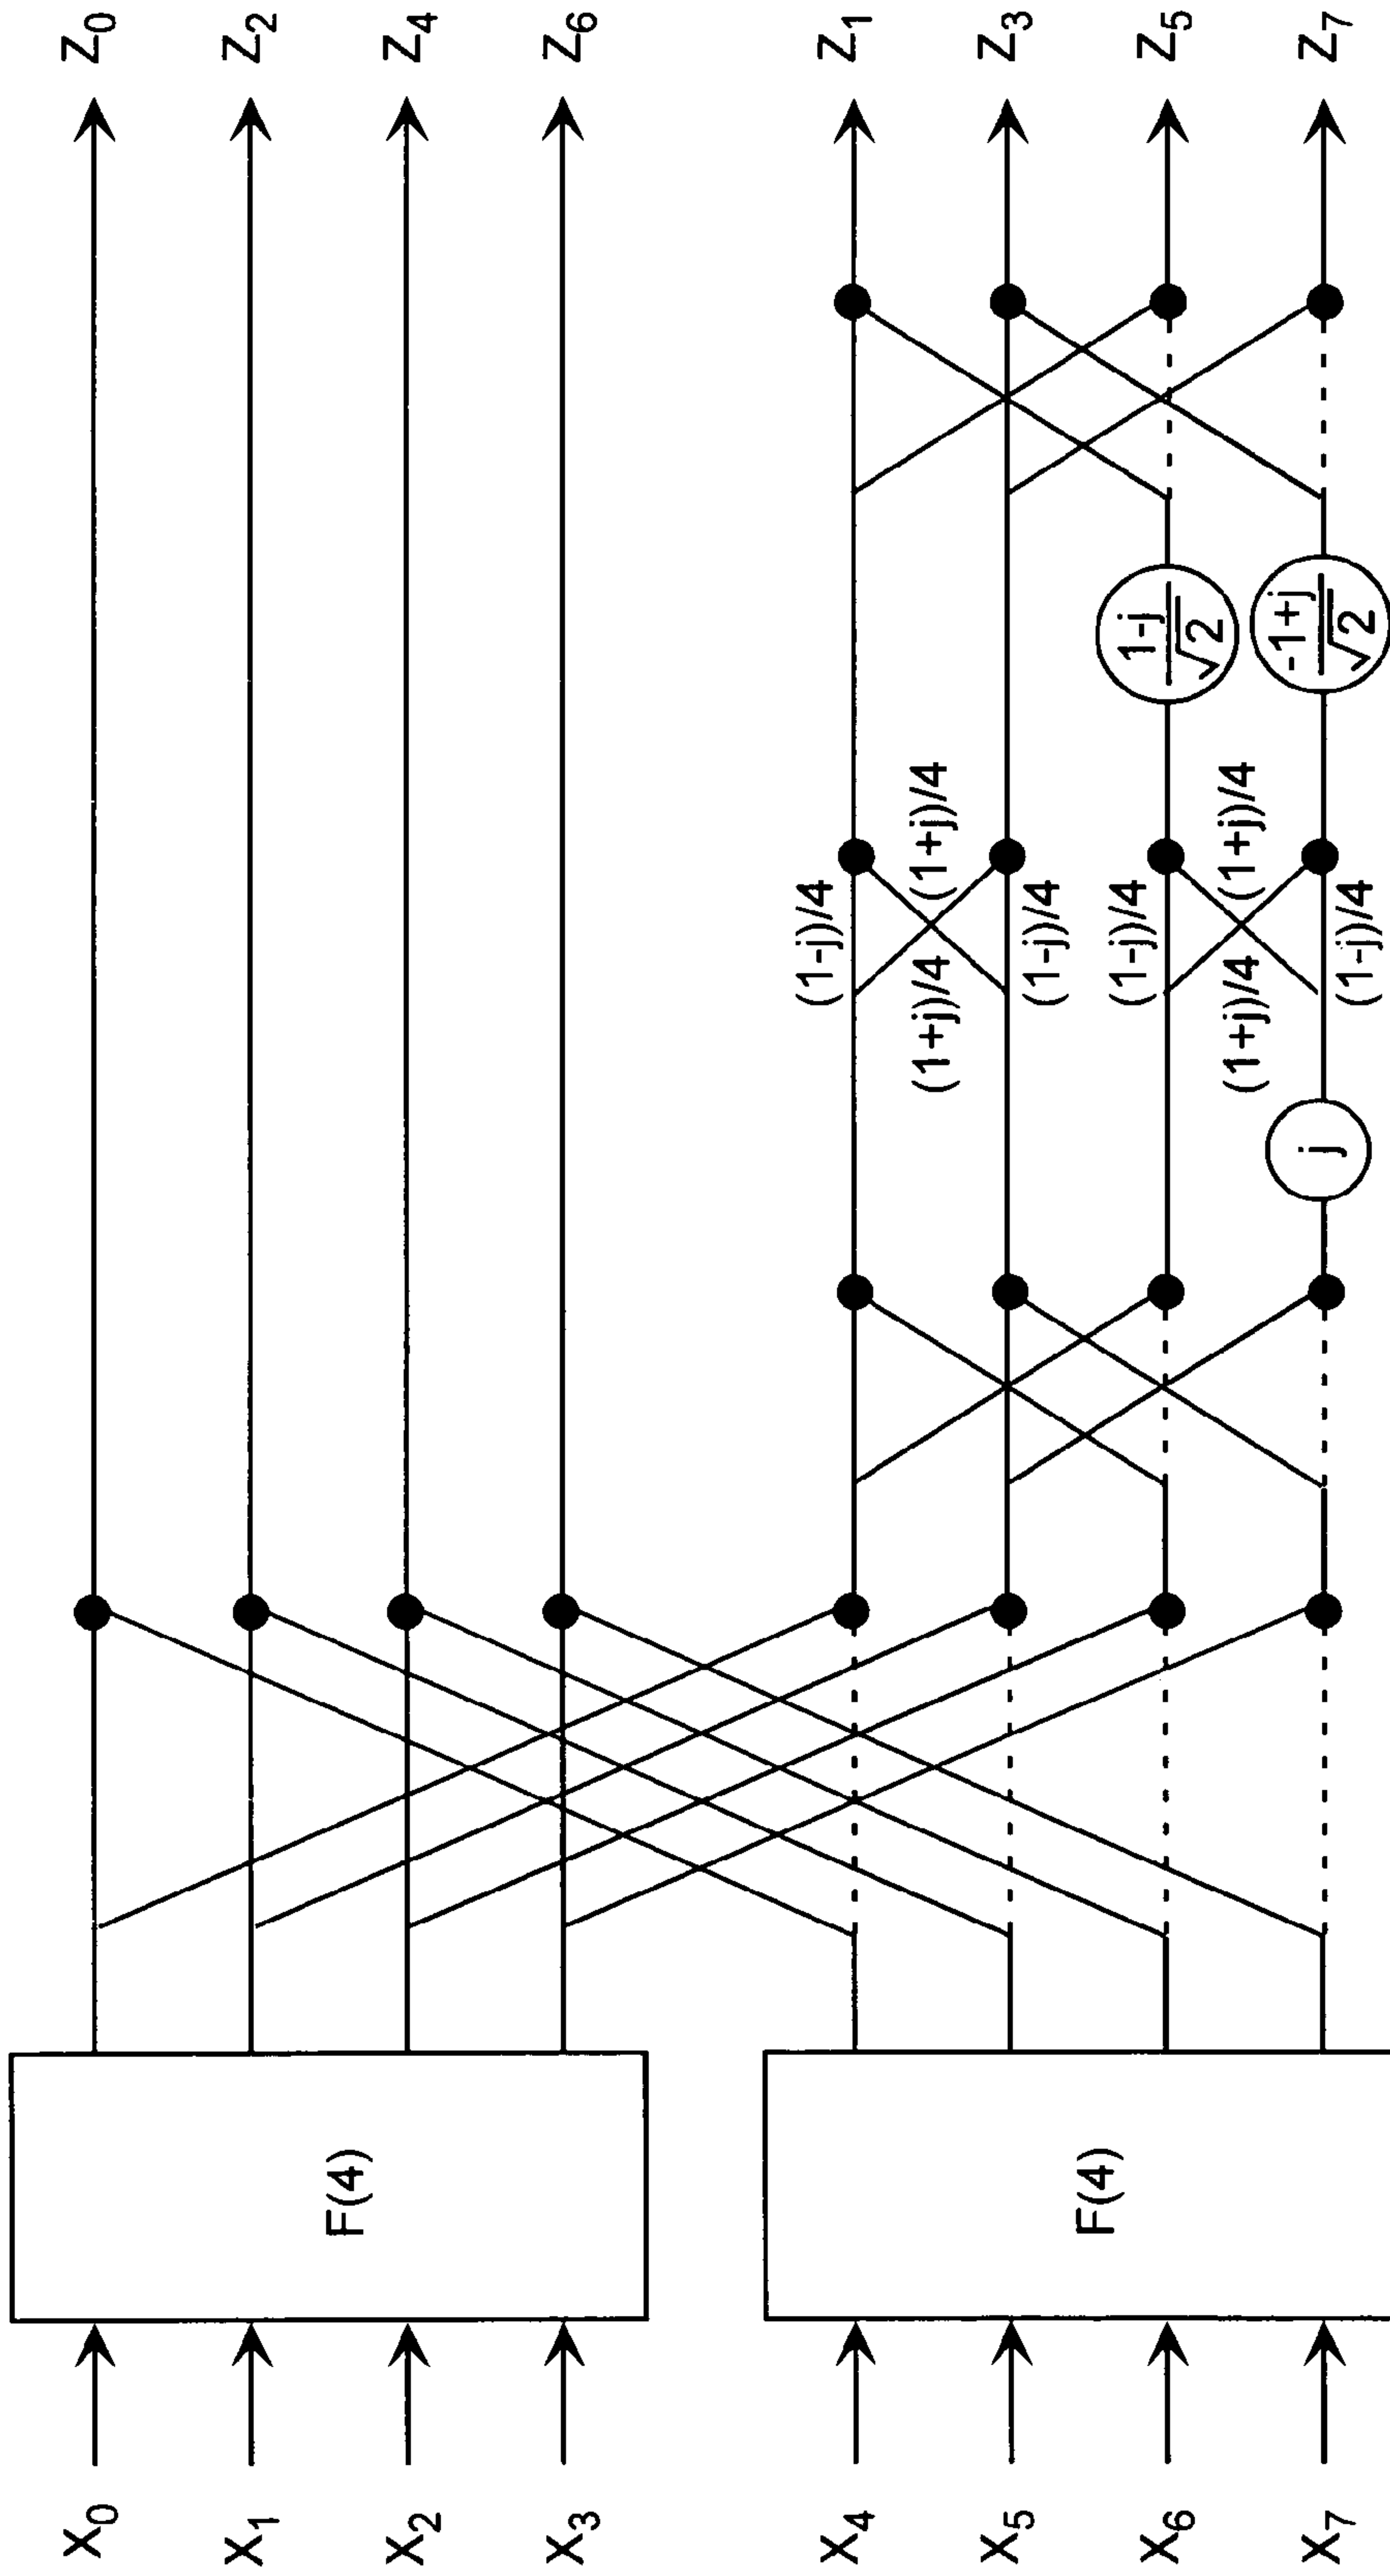 X0
X1
X2
X3
X4
X5
X6
X7
F(4)
F(4)
j
(1-j)/4
(1+j)/4
(1+j)/4
(1-j)/4
(1-j)/4
(1+j)/4
(1+j)/4
(1-j)/4
1-j
√2
-1+j
√2
Z0
Z2
Z4
Z6
Z1
Z3
Z5
Z7